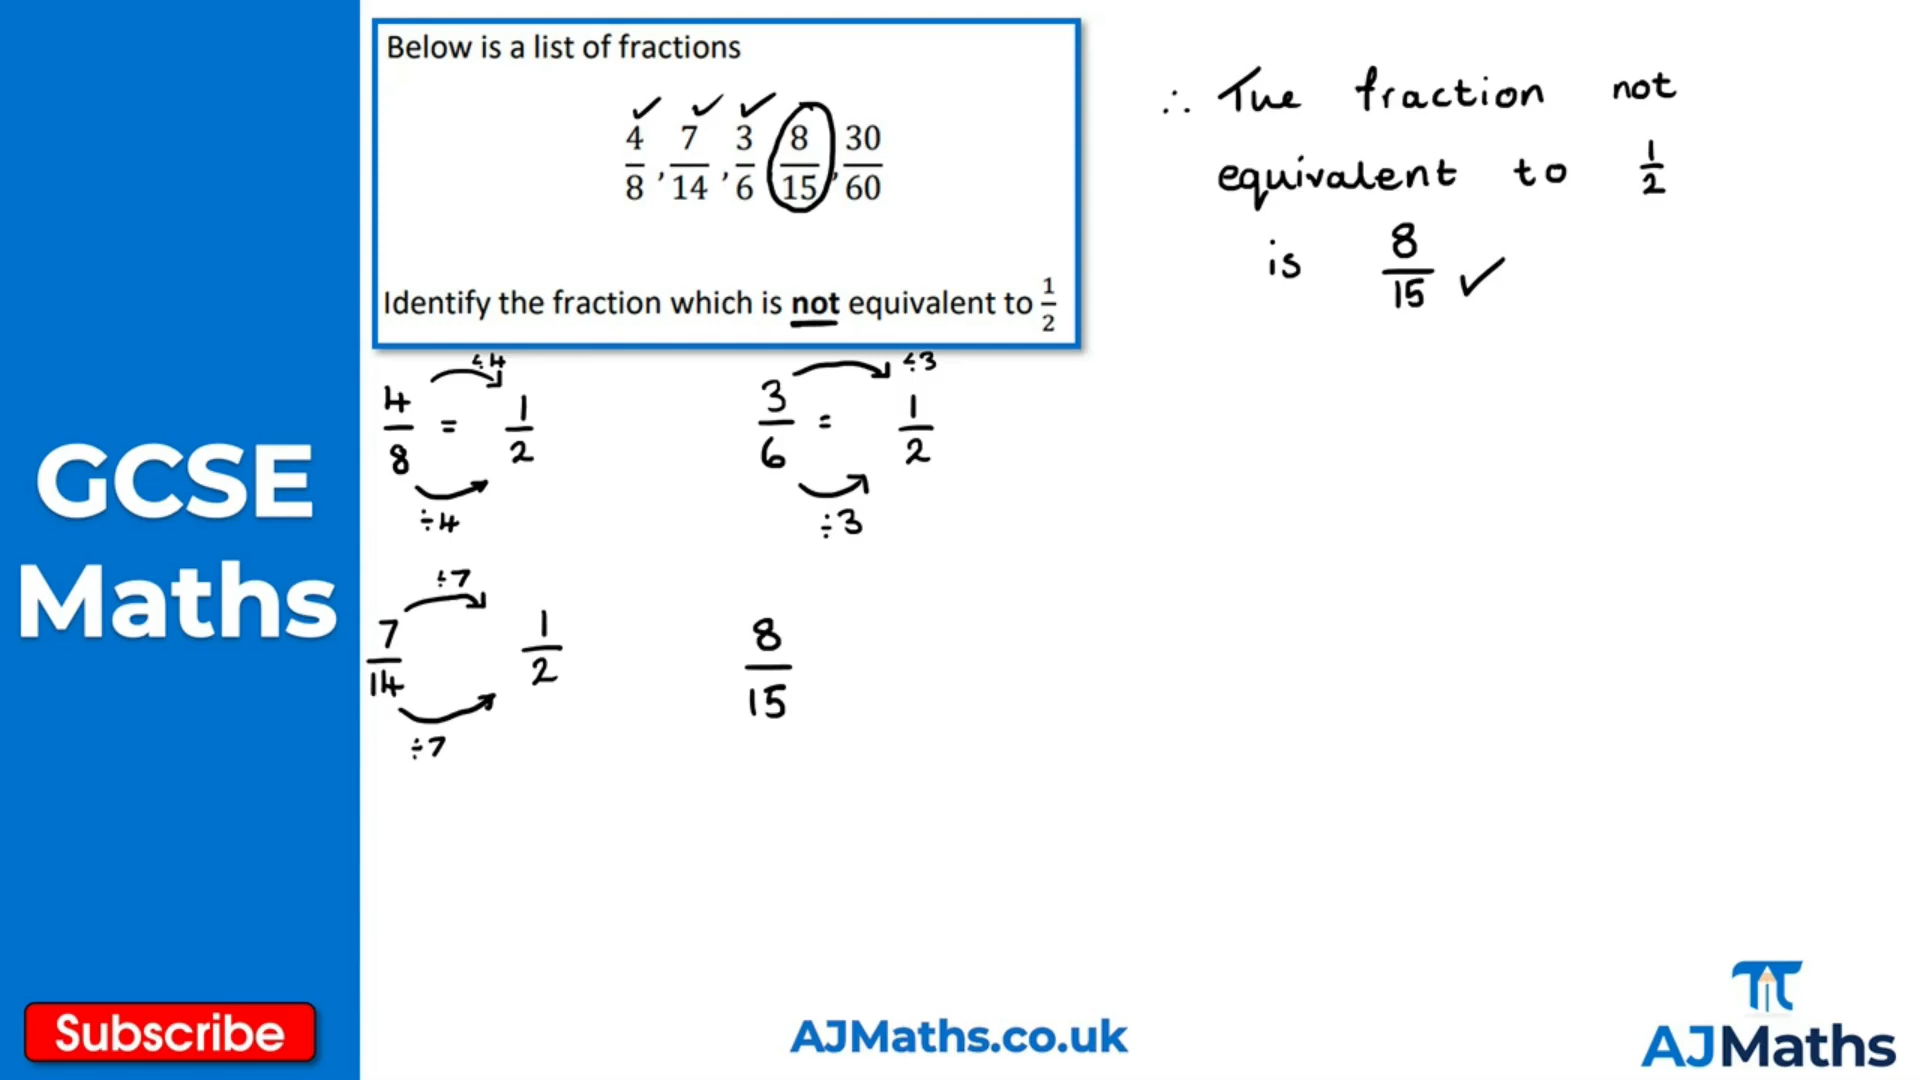 GCSE
Maths
Subscribe
Below is a list of fractions
✓ ✓ ✓
4/8, 7/14, 3/6, 8/15, 30/60
Identify the fraction which is not equivalent to 1/2
÷4
4/8 = 1/2
÷4
÷3
3/6 = 1/2
÷3
÷7
7/14 1/2
÷7
8/15
∴ The fraction not
equivalent to 1/2
is 8/15 ✓
AJMaths.co.uk
AJMaths